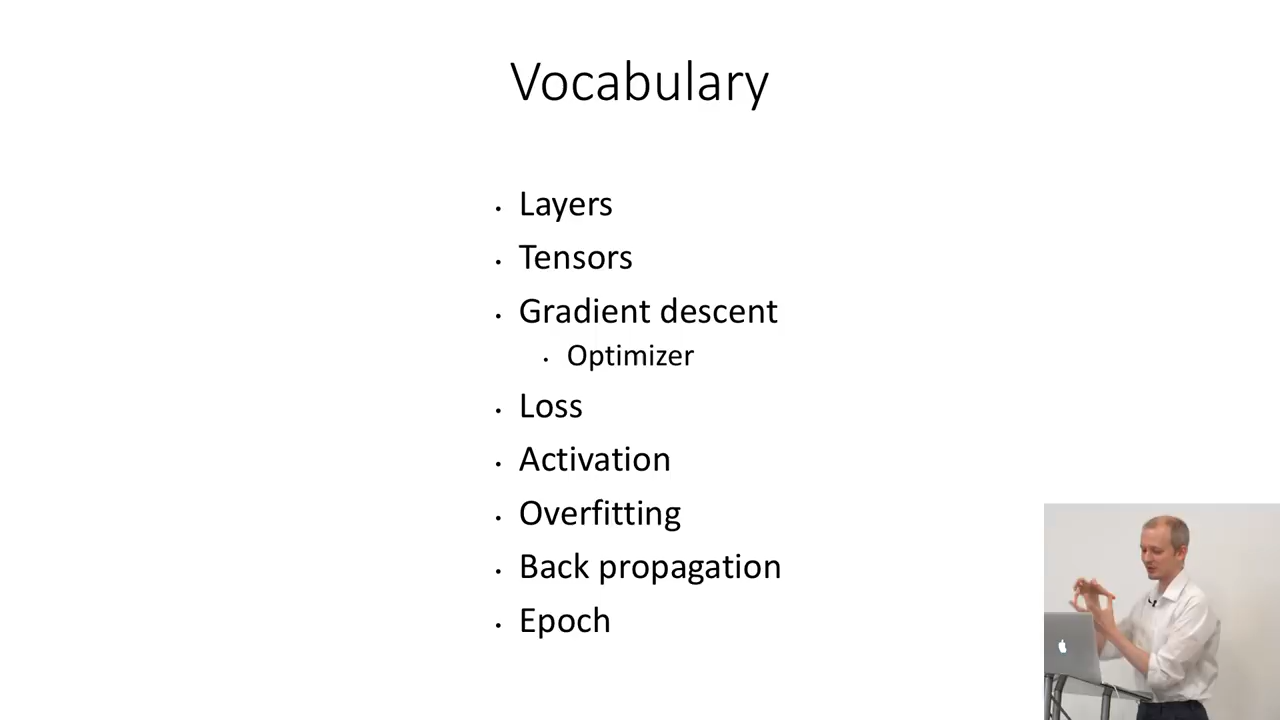 Vocabulary
· Layers
· Tensors
· Gradient descent
· Optimizer
· Loss
· Activation
· Overfitting
· Back propagation
· Epoch